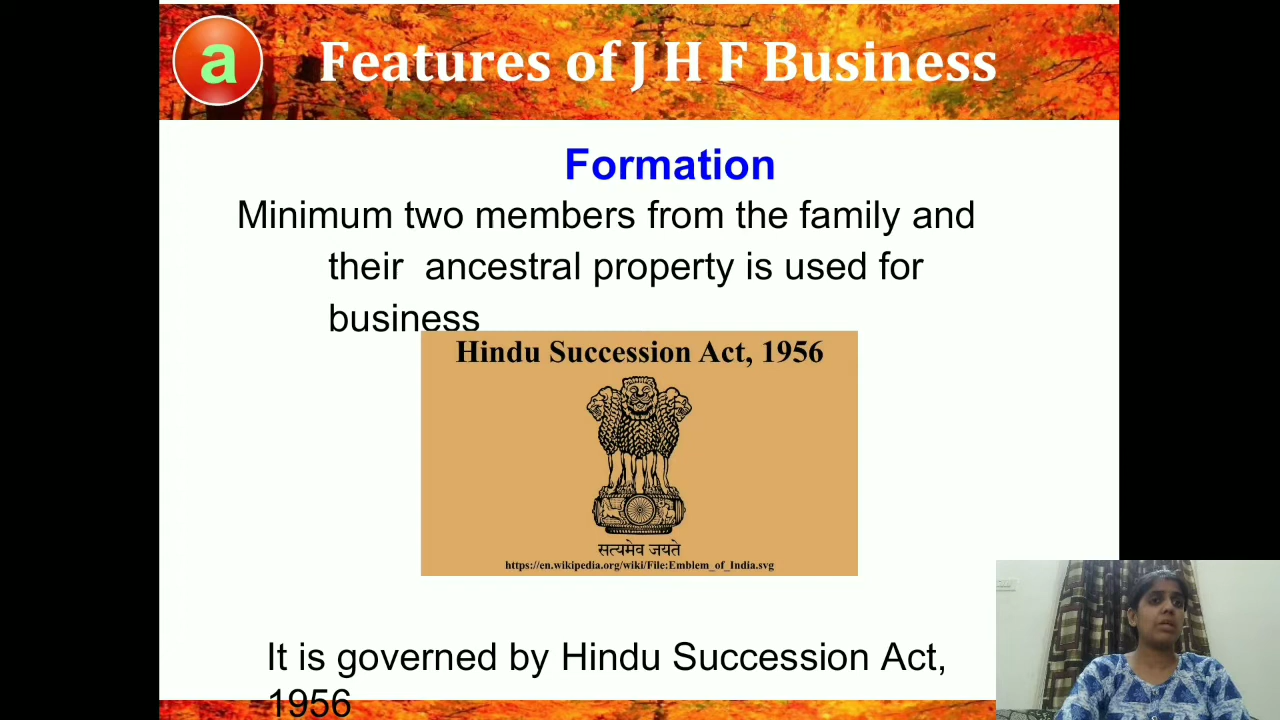 a
Features of J H F Business
Formation
Minimum two members from the family and
their ancestral property is used for
business
Hindu Succession Act, 1956
सत्यमेव जयते
https://en.wikipedia.org/wiki/File:Emblem_of_India.svg
It is governed by Hindu Succession Act,
1956